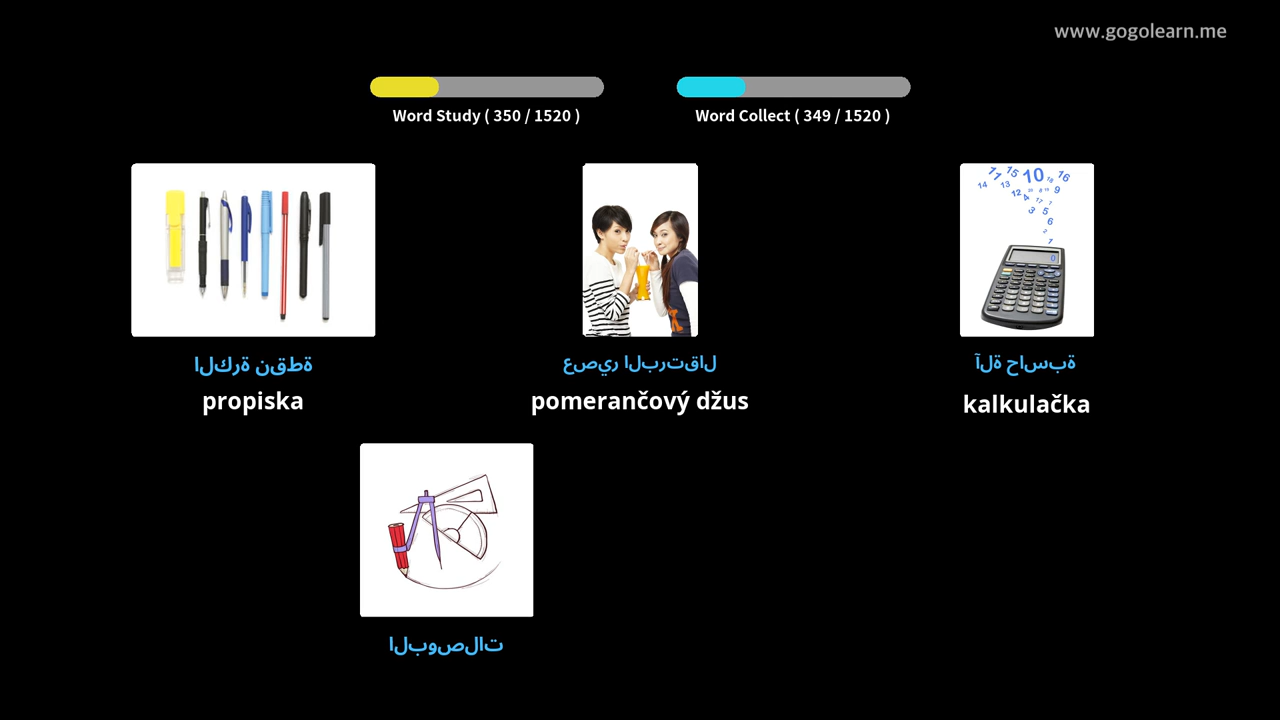 www.gogolearn.me
Word Study ( 350 / 1520 )
Word Collect ( 349 / 1520 )
الكرة نقطة
propiska
عصير البرتقال
pomerančový džus
آلة حاسبة
kalkulačka
البوصلات